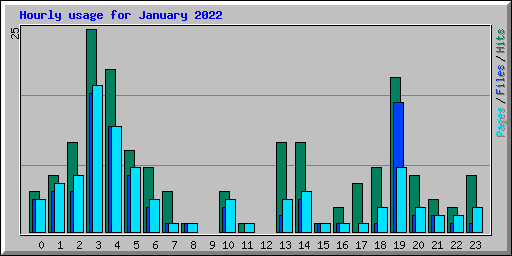 Hourly usage for January 2022
25
Pages/Files/Hits
0 1 2 3 4 5 6 7 8 9 10 11 12 13 14 15 16 17 18 19 20 21 22 23